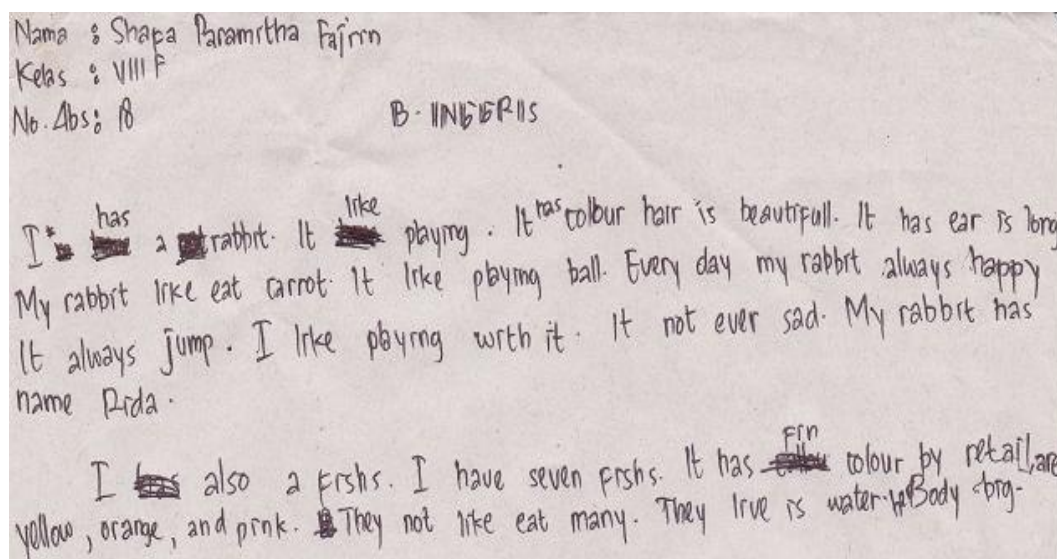 Nama : Shafa Paramitha Fajrin
Kelas : VIII F
No. Abs : 18
B. INGGRIS
I has a rabbit. It like playing. It has colour hair is beautifull. It has ear is long
My rabbit like eat carrot. It like playing ball. Every day my rabbit always happy
It always jump. I like playing with it. It not ever sad. My rabbit has
name Rida.
I also a fishs. I have seven fishs. It has Fin colour by retail, are
yellow, orange, and pink. They not like eat many. They live is water. Body big.